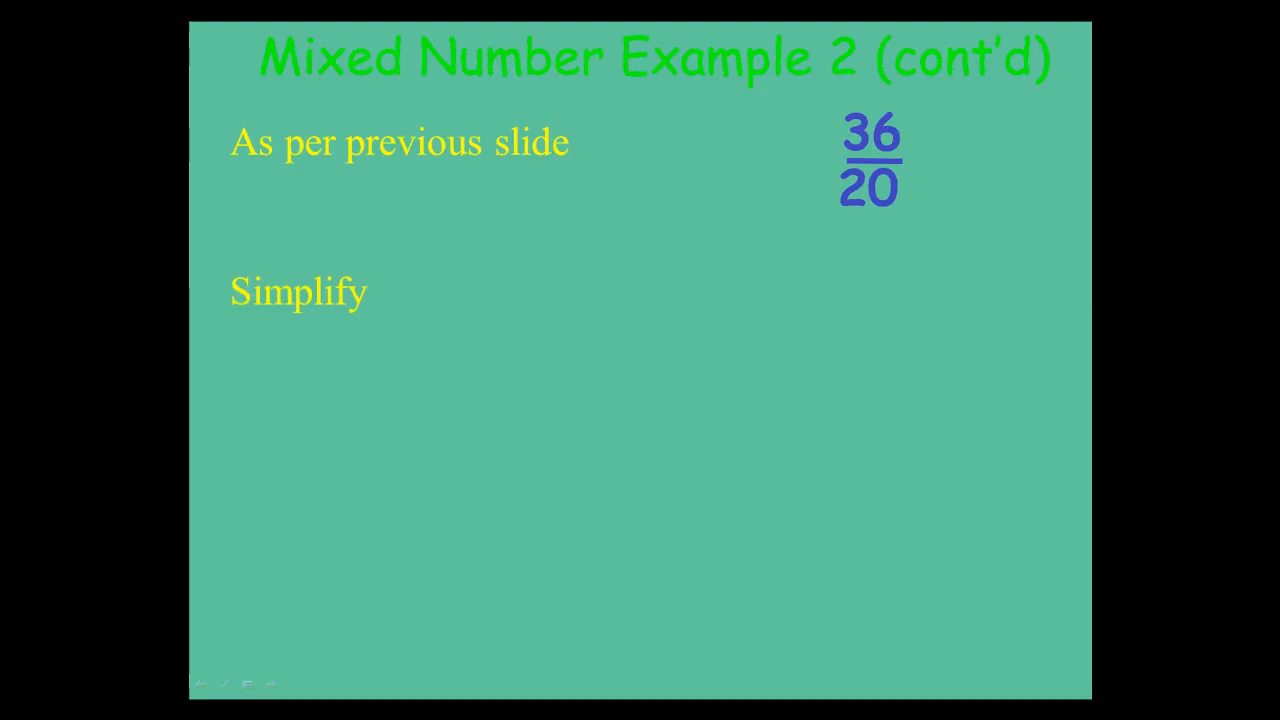 Mixed Number Example 2 (cont'd)
As per previous slide
36
20
Simplify